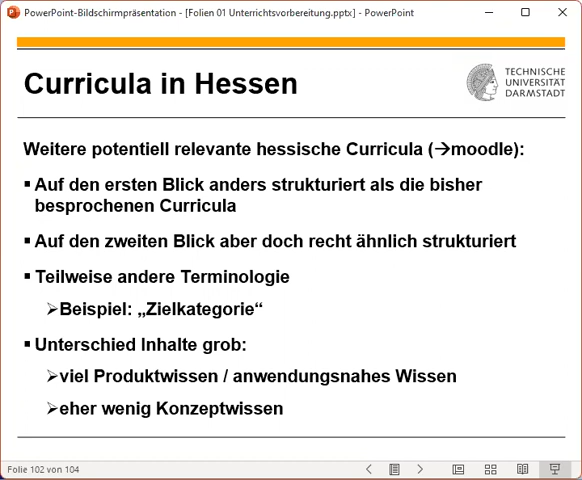 PowerPoint-Bildschirmpräsentation - [Folien 01 Unterrichtsvorbereitung.pptx] - PowerPoint
Curricula in Hessen
TECHNISCHE
UNIVERSITÄT
DARMSTADT
Weitere potentiell relevante hessische Curricula (→moodle):
▪ Auf den ersten Blick anders strukturiert als die bisher
besprochenen Curricula
▪ Auf den zweiten Blick aber doch recht ähnlich strukturiert
▪ Teilweise andere Terminologie
➢Beispiel: „Zielkategorie“
▪ Unterschied Inhalte grob:
➢viel Produktwissen / anwendungsnahes Wissen
➢eher wenig Konzeptwissen
Folie 102 von 104